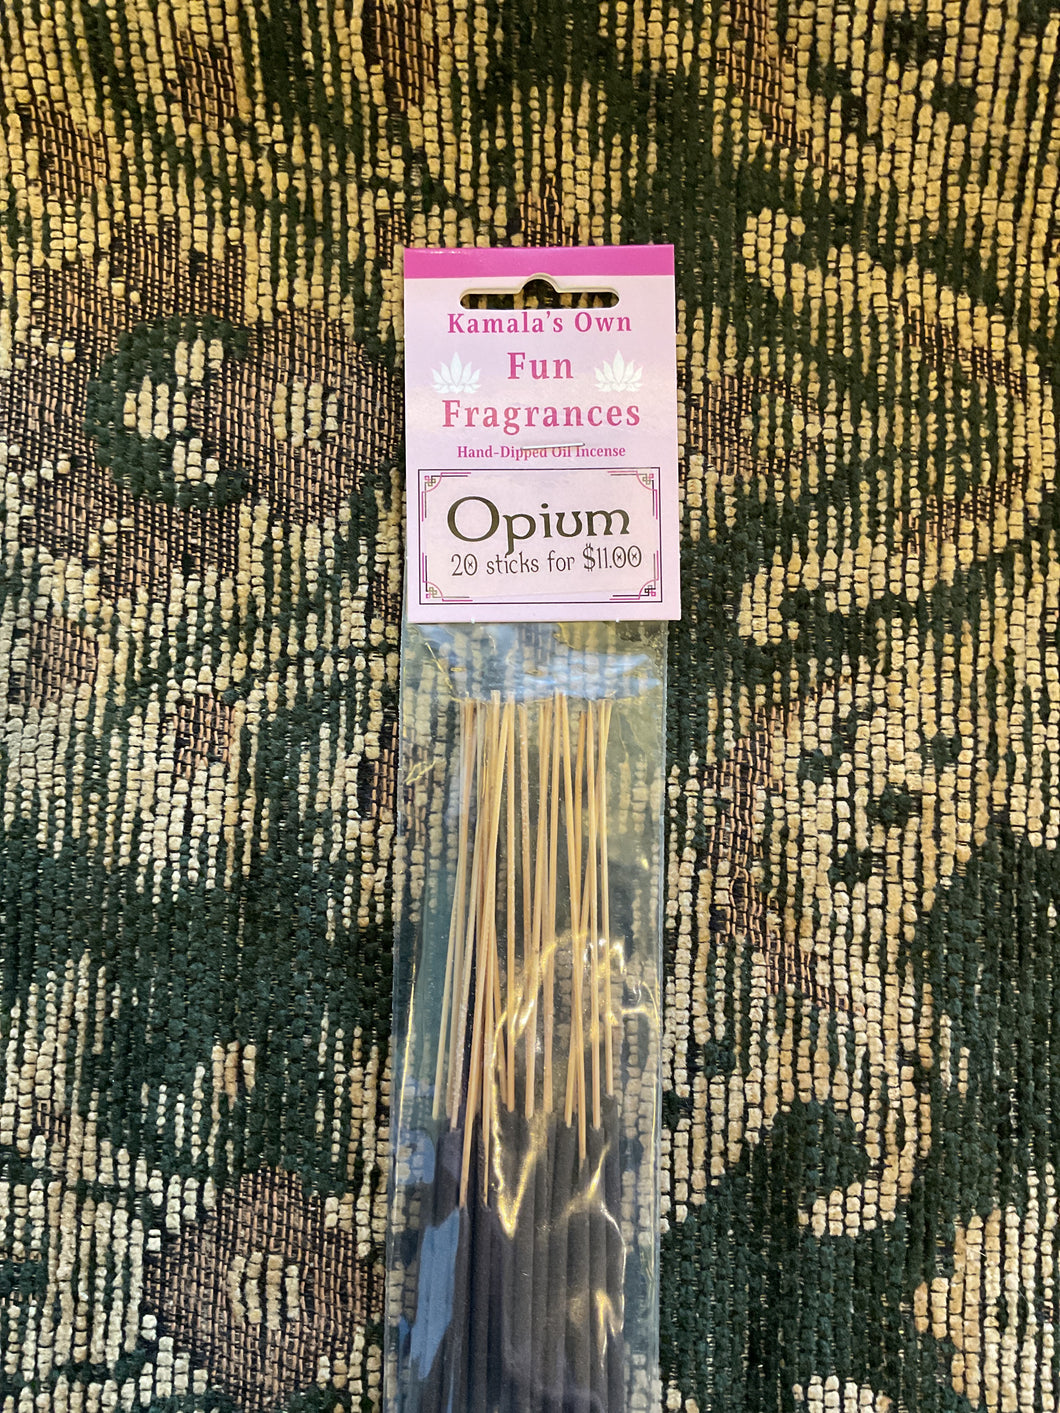 Kamala's Own
Fun
Fragrances
Hand-Dipped Oil Incense
Opium
20 sticks for $11.00